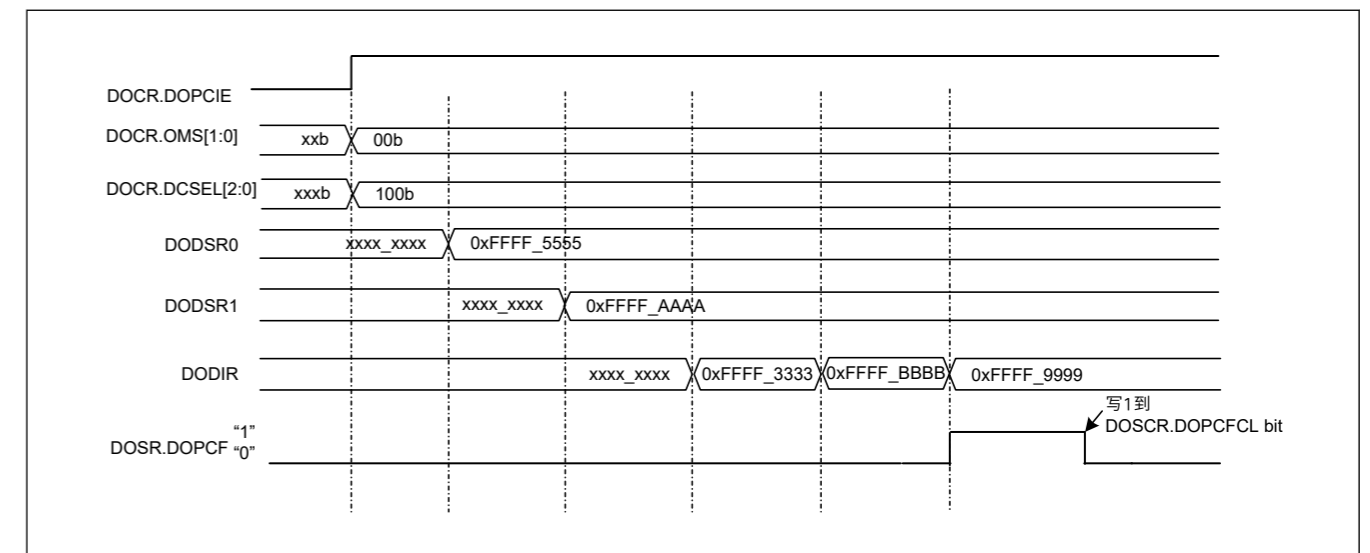 DOCR.DOPCIE
DOCR.OMS[1:0] xxb 00b
DOCR.DCSEL[2:0] xxxb 100b
DODSR0 xxxx_xxxx 0xFFFF_5555
DODSR1 xxxx_xxxx 0xFFFF_AAAA
DODIR xxxx_xxxx 0xFFFF_3333 0xFFFF_BBBB 0xFFFF_9999
写1到
DOSCR.DOPCFCL bit
“1”
DOSR.DOPCF “0”